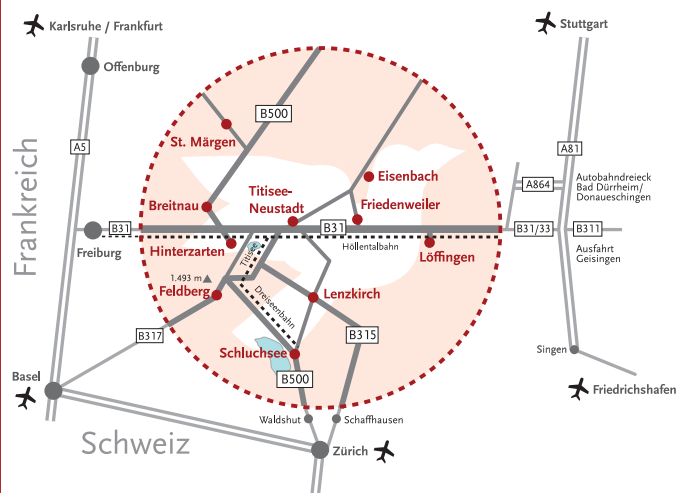 Karlsruhe / Frankfurt
Stuttgart
Offenburg
B500
St. Märgen
A5
A81
Frankreich
Eisenbach
A864
Autobahndreieck
Bad Dürrheim/
Donaueschingen
Titisee-
Neustadt
Breitnau
Friedenweiler
B31
B31
B31/33
B311
Freiburg
Hinterzarten
Titisee
Höllentalbahn
Löffingen
Ausfahrt
Geisingen
1.493 m
Feldberg
Dreiseenbahn
Lenzkirch
B317
B315
Schluchsee
Singen
Basel
B500
Friedrichshafen
Waldshut
Schaffhausen
Schweiz
Zürich